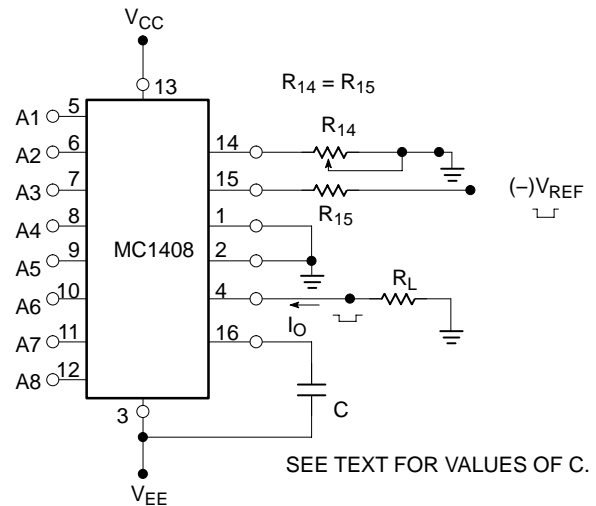 VCC
13
R14 = R15
A1 5
A2 6
14
R14
A3 7
15
R15
(–)VREF
A4 8
1
MC1408
A5 9
2
A6 10
4
IO
RL
A7 11
16
A8 12
C
3
SEE TEXT FOR VALUES OF C.
VEE